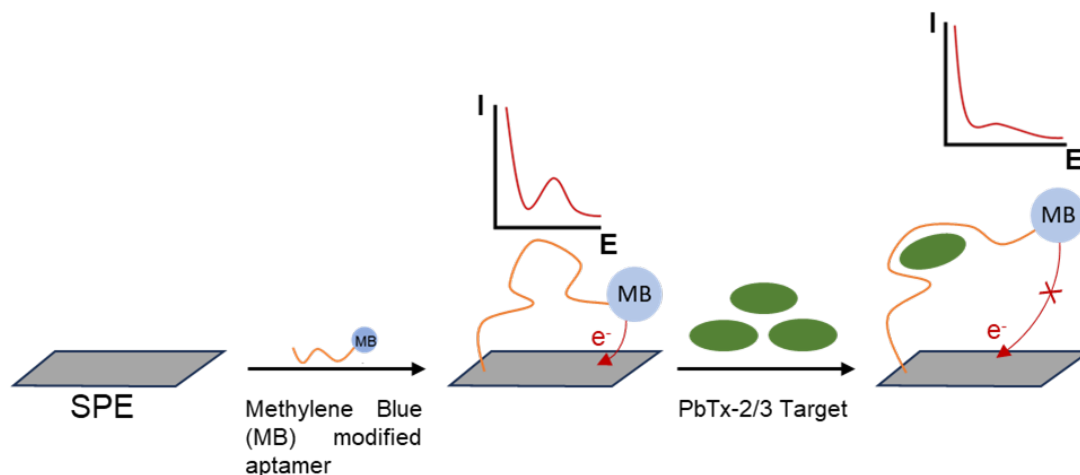 SPE
MB
Methylene Blue
(MB) modified
aptamer
I
E
MB
e-
PbTx-2/3 Target
I
E
MB
X
e-